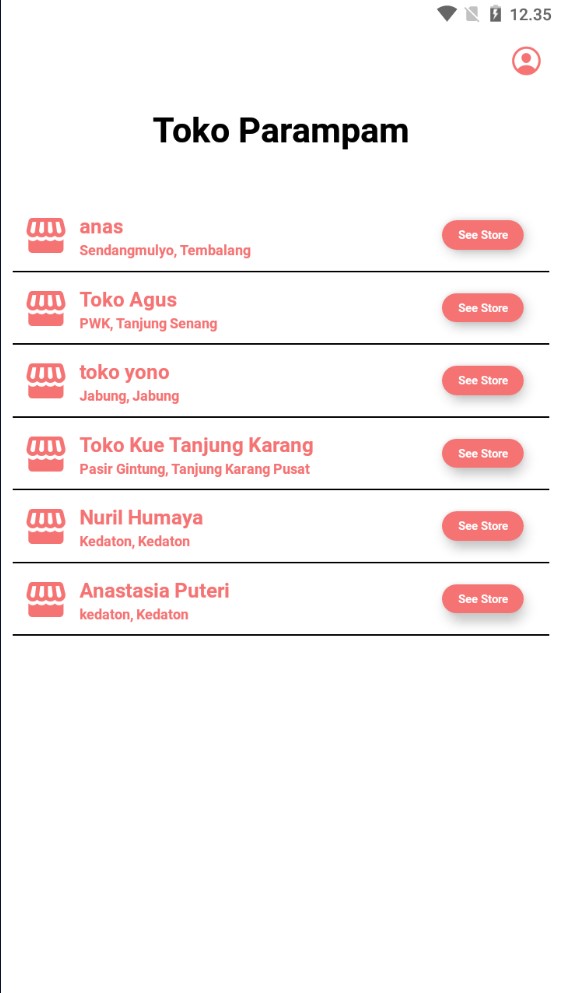 12.35
Toko Parampam
anas
Sendangmulyo, Tembalang
See Store
Toko Agus
PWK, Tanjung Senang
See Store
toko yono
Jabung, Jabung
See Store
Toko Kue Tanjung Karang
Pasir Gintung, Tanjung Karang Pusat
See Store
Nuril Humaya
Kedaton, Kedaton
See Store
Anastasia Puteri
kedaton, Kedaton
See Store